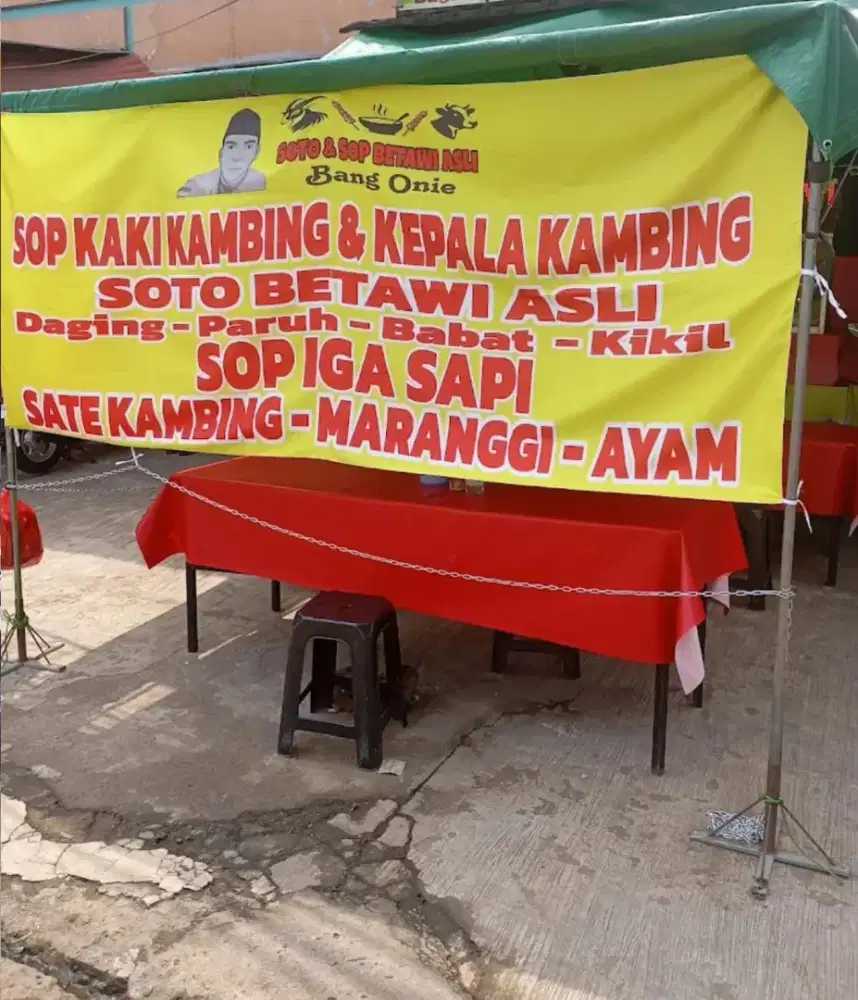 SOTO & SOP BETAWI ASLI
Bang Onie
SOP KAKI KAMBING & KEPALA KAMBING
SOTO BETAWI ASLI
Daging - Paruh - Babat - Kikil
SOP IGA SAPI
SATE KAMBING - MARANGGI - AYAM